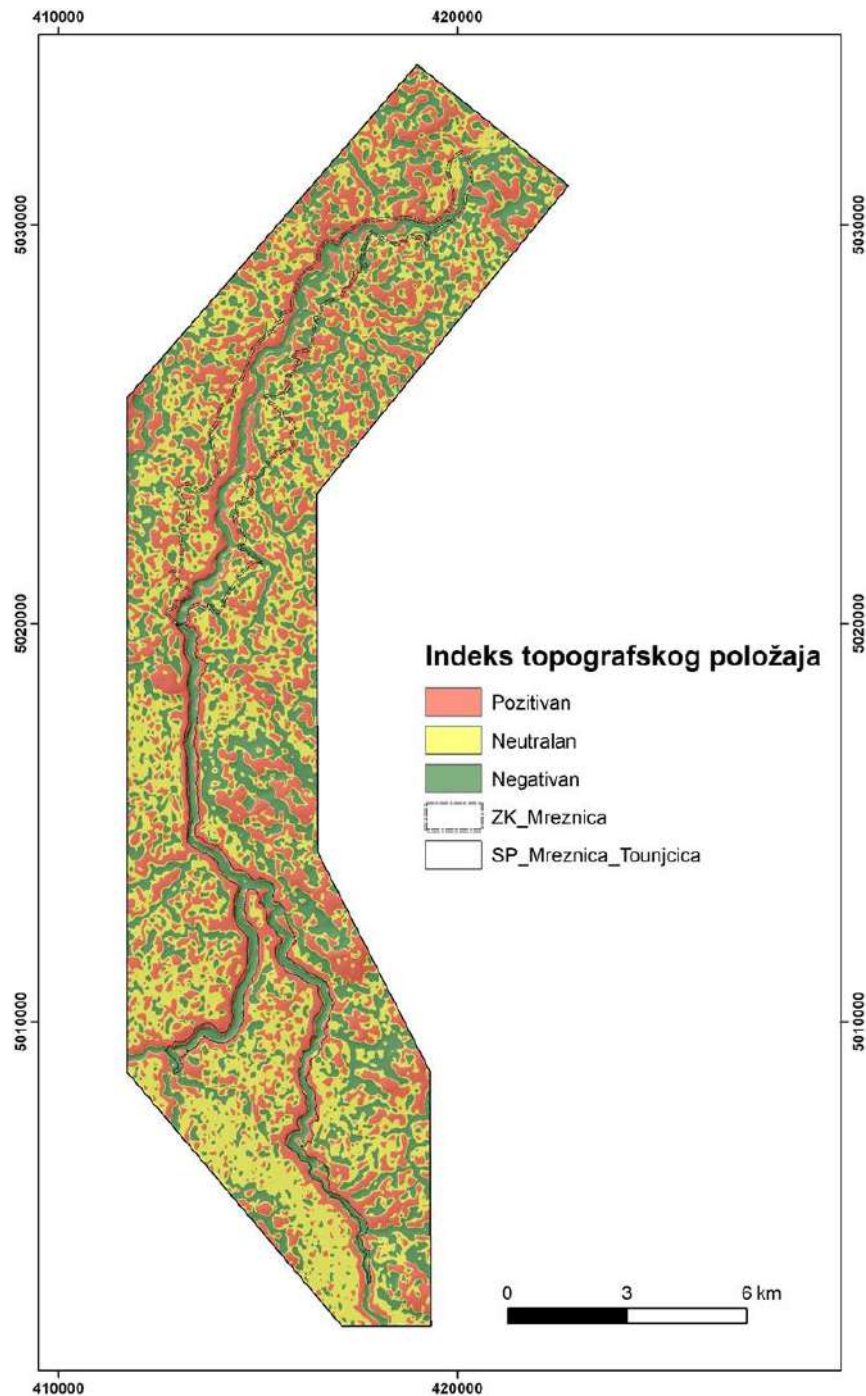 410000
420000
5030000
5030000
5020000
5020000
Indeks topografskog položaja
Pozitivan
Neutralan
Negativan
ZK_Mreznica
SP_Mreznica_Tounjcica
5010000
5010000
0
3
6 km
410000
420000